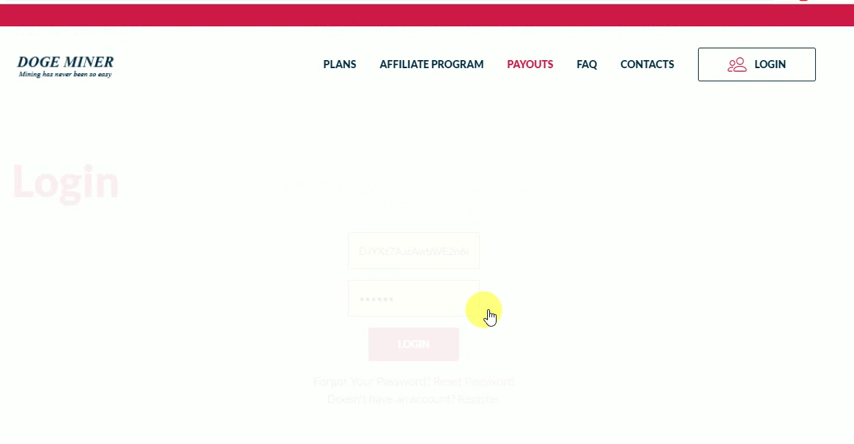 DOGE MINER
Mining has never been so easy
PLANS AFFILIATE PROGRAM PAYOUTS FAQ CONTACTS LOGIN
Login
LOGIN
Forgot Your Password? Reset Password
Doesn't have an account? Register